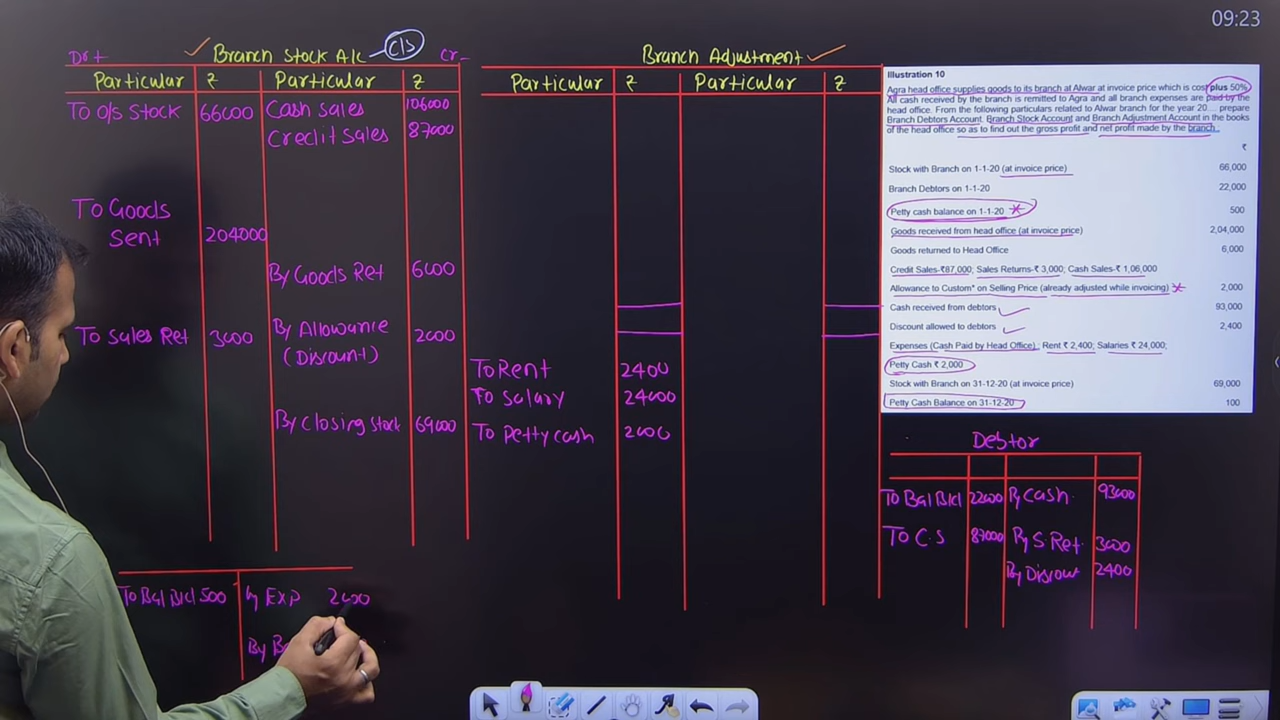 09:23
Dr + Branch Stock A/c - C/S Cr -
Particular ₹ Particular ₹
To O/s Stock 66000 Cash Sales 106000
Credit Sales 87000
To Goods Sent 204000
By Goods Ret 6000
To Sales Ret 3000 By Allowance 2000
(Discount)
By Closing Stock 69000
Branch Adjustment
Particular ₹ Particular ₹
To Rent 2400
To Salary 24000
To Petty cash 2000
Illustration 10
Agra head office supplies goods to its branch at Alwar at invoice price which is cost plus 50%.
All cash received by the branch is remitted to Agra and all branch expenses are paid by the
head office. From the following particulars related to Alwar branch for the year 20... prepare
Branch Debtors Account, Branch Stock Account and Branch Adjustment Account in the books
of the head office so as to find out the gross profit and net profit made by the branch.
₹
Stock with Branch on 1-1-20 (at invoice price) 66,000
Branch Debtors on 1-1-20 22,000
Petty cash balance on 1-1-20 500
Goods received from head office (at invoice price) 2,04,000
Goods returned to Head Office 6,000
Credit Sales-₹87,000; Sales Returns-₹ 3,000; Cash Sales-₹ 1,06,000
Allowance to Custom* on Selling Price (already adjusted while invoicing) 2,000
Cash received from debtors 93,000
Discount allowed to debtors 2,400
Expenses (Cash Paid by Head Office) : Rent ₹ 2,400; Salaries ₹ 24,000;
Petty Cash ₹ 2,000
Stock with Branch on 31-12-20 (at invoice price) 69,000
Petty Cash Balance on 31-12-20 100
Debtor
To Bal B/d 22000 By Cash 93000
To C.S 87000 By S Ret. 3000
By Discout 2400
To Bal B/d 500 By Exp 2400
By